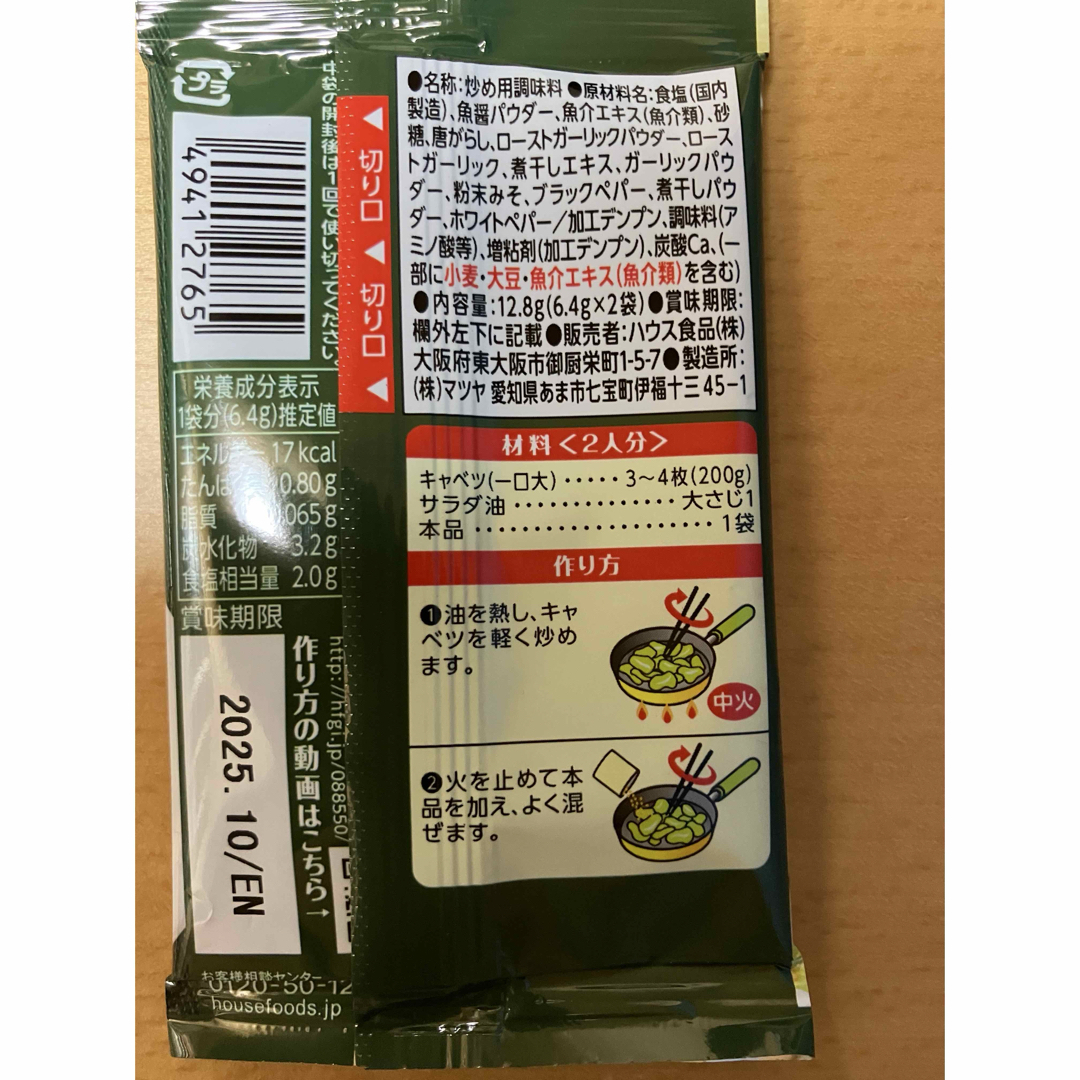 プラ
中袋の開封後は1回で使い切ってください。
49412765
切り口
切り口
●名称:炒め用調味料 ●原材料名:食塩(国内
製造)、魚醤パウダー、魚介エキス(魚介類)、砂
糖、唐がらし、ローストガーリックパウダー、ロース
トガーリック、煮干しエキス、ガーリックパウ
ダー、粉末みそ、ブラックペパー、煮干しパウ
ダー、ホワイトペパー/加工デンプン、調味料(ア
ミノ酸等)、増粘剤(加工デンプン)、炭酸Ca、(一
部に小麦・大豆・魚介エキス(魚介類)を含む)
●内容量:12.8g(6.4g×2袋)●賞味期限:
欄外左下に記載●販売者:ハウス食品(株)
大阪府東大阪市御厨栄町1-5-7●製造所:
(株)マツヤ 愛知県あま市七宝町伊福十三45-1
栄養成分表示
1袋分(6.4g)推定値
エネルギー 17kcal
たんぱ 0.80g
脂質 065g
炭水化物 3.2g
食塩相当量 2.0g
賞味期限
2025.10/EN
作り方の動画はこちら→
http://hfgi.jp/088550/
材料<2人分>
キャベツ(一口大)・・・・・3〜4枚(200g)
サラダ油・・・・・・・・・・・・・大さじ1
本品・・・・・・・・・・・・・・・・・・・1袋
作り方
❶油を熱し、キャ
ベツを軽く炒め
ます。
中火
❷火を止めて本
品を加え、よく混
ぜます。
お客様相談センター
0120-50-12
housefoods.jp